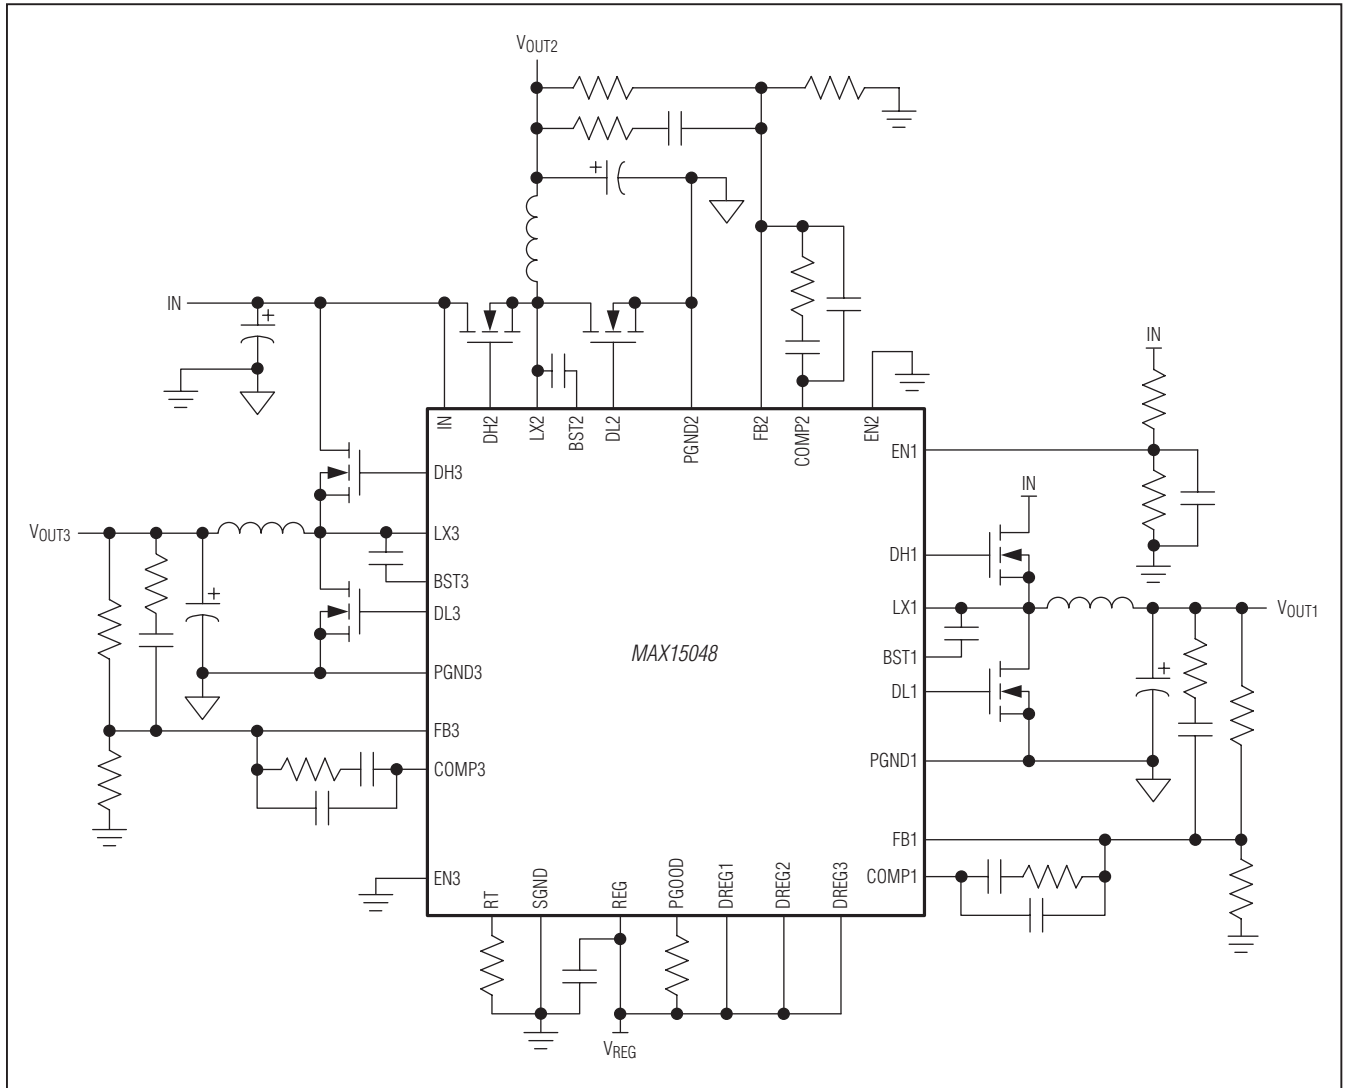 VOUT2
IN
+
+
IN
IN
DH2
LX2
BST2
DL2
PGND2
FB2
COMP2
EN2
EN1
IN
DH3
VOUT3
LX3
DH1
BST3
+
DL3
LX1
VOUT1
MAX15048
BST1
PGND3
+
DL1
FB3
PGND1
COMP3
FB1
EN3
COMP1
RT
SGND
REG
PGOOD
DREG1
DREG2
DREG3
VREG